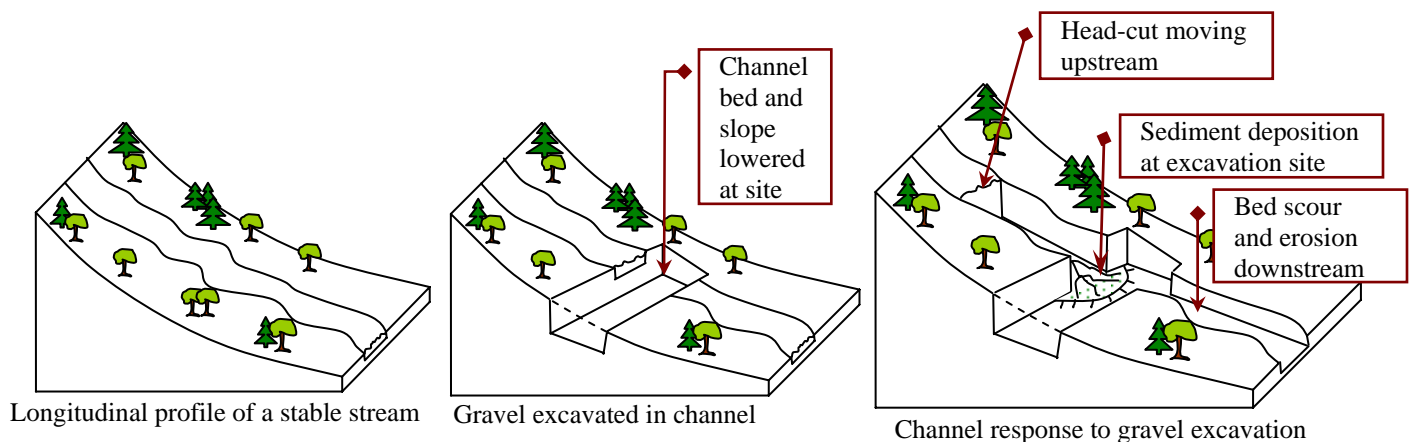 Channel
bed and
slope
lowered
at site
Head-cut moving
upstream
Sediment deposition
at excavation site
Bed scour
and erosion
downstream
Longitudinal profile of a stable stream
Gravel excavated in channel
Channel response to gravel excavation